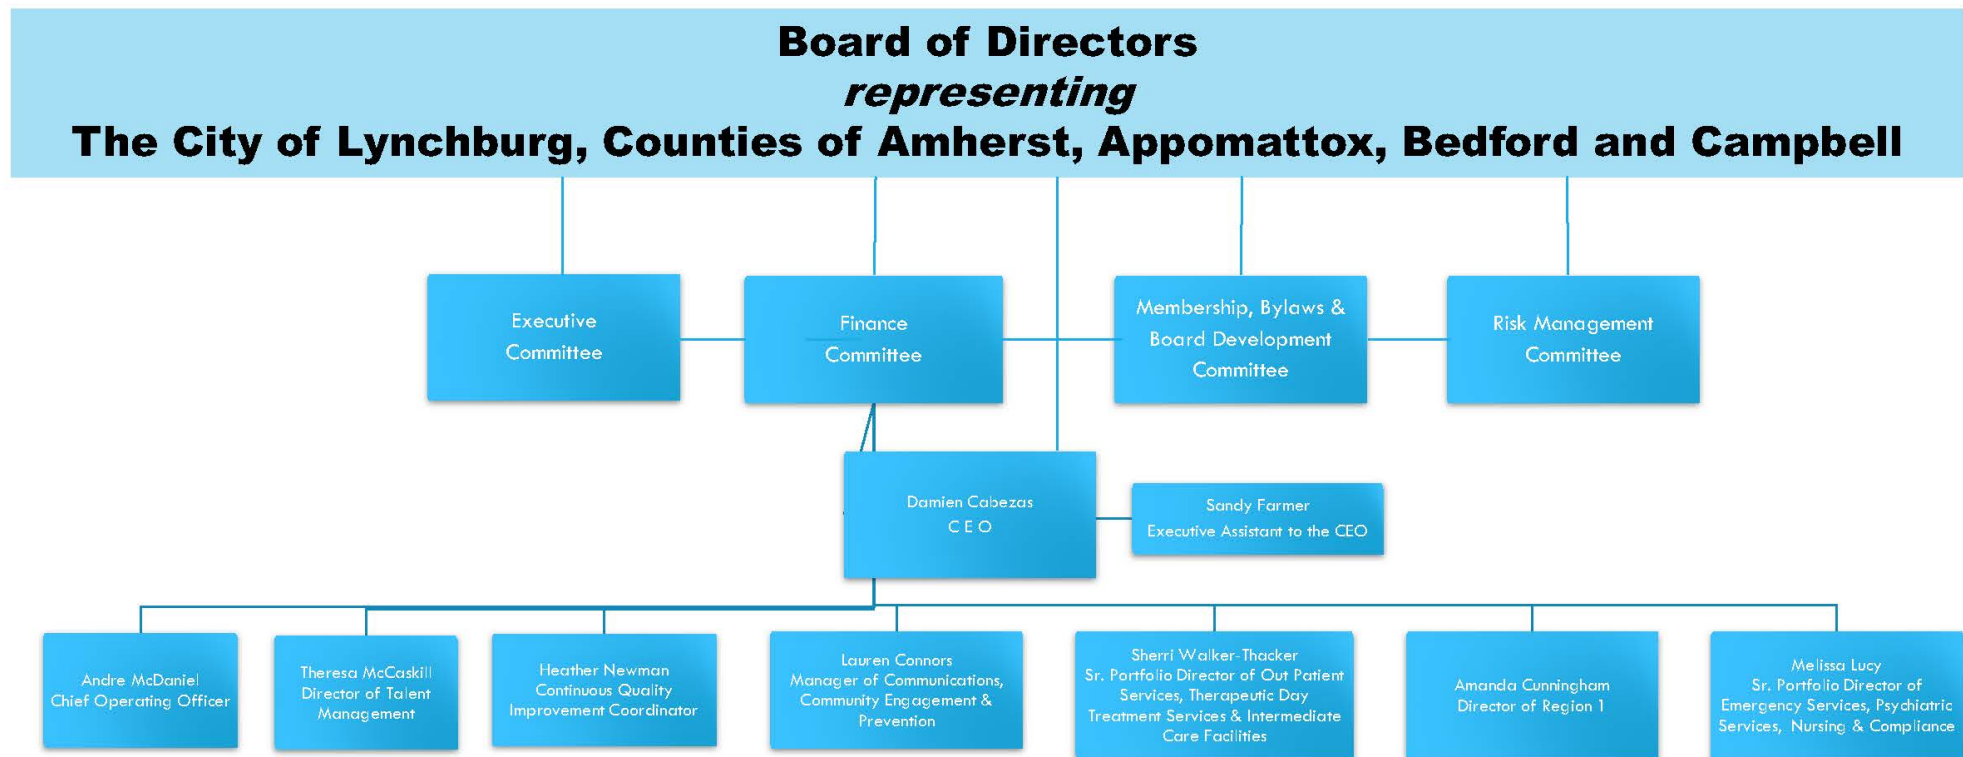 Board of Directors
representing
The City of Lynchburg, Counties of Amherst, Appomattox, Bedford and Campbell
Executive
Committee
Finance
Committee
Membership, Bylaws &
Board Development
Committee
Risk Management
Committee
Damien Cabezas
C E O
Sandy Farmer
Executive Assistant to the CEO
Andre McDaniel
Chief Operating Officer
Theresa McCaskill
Director of Talent
Management
Heather Newman
Continuous Quality
Improvement Coordinator
Lauren Connors
Manager of Communications,
Community Engagement &
Prevention
Sherri Walker-Thacker
Sr. Portfolio Director of Out Patient
Services, Therapeutic Day
Treatment Services & Intermediate
Care Facilities
Amanda Cunningham
Director of Region 1
Melissa Lucy
Sr. Portfolio Director of
Emergency Services, Psychiatric
Services, Nursing & Compliance